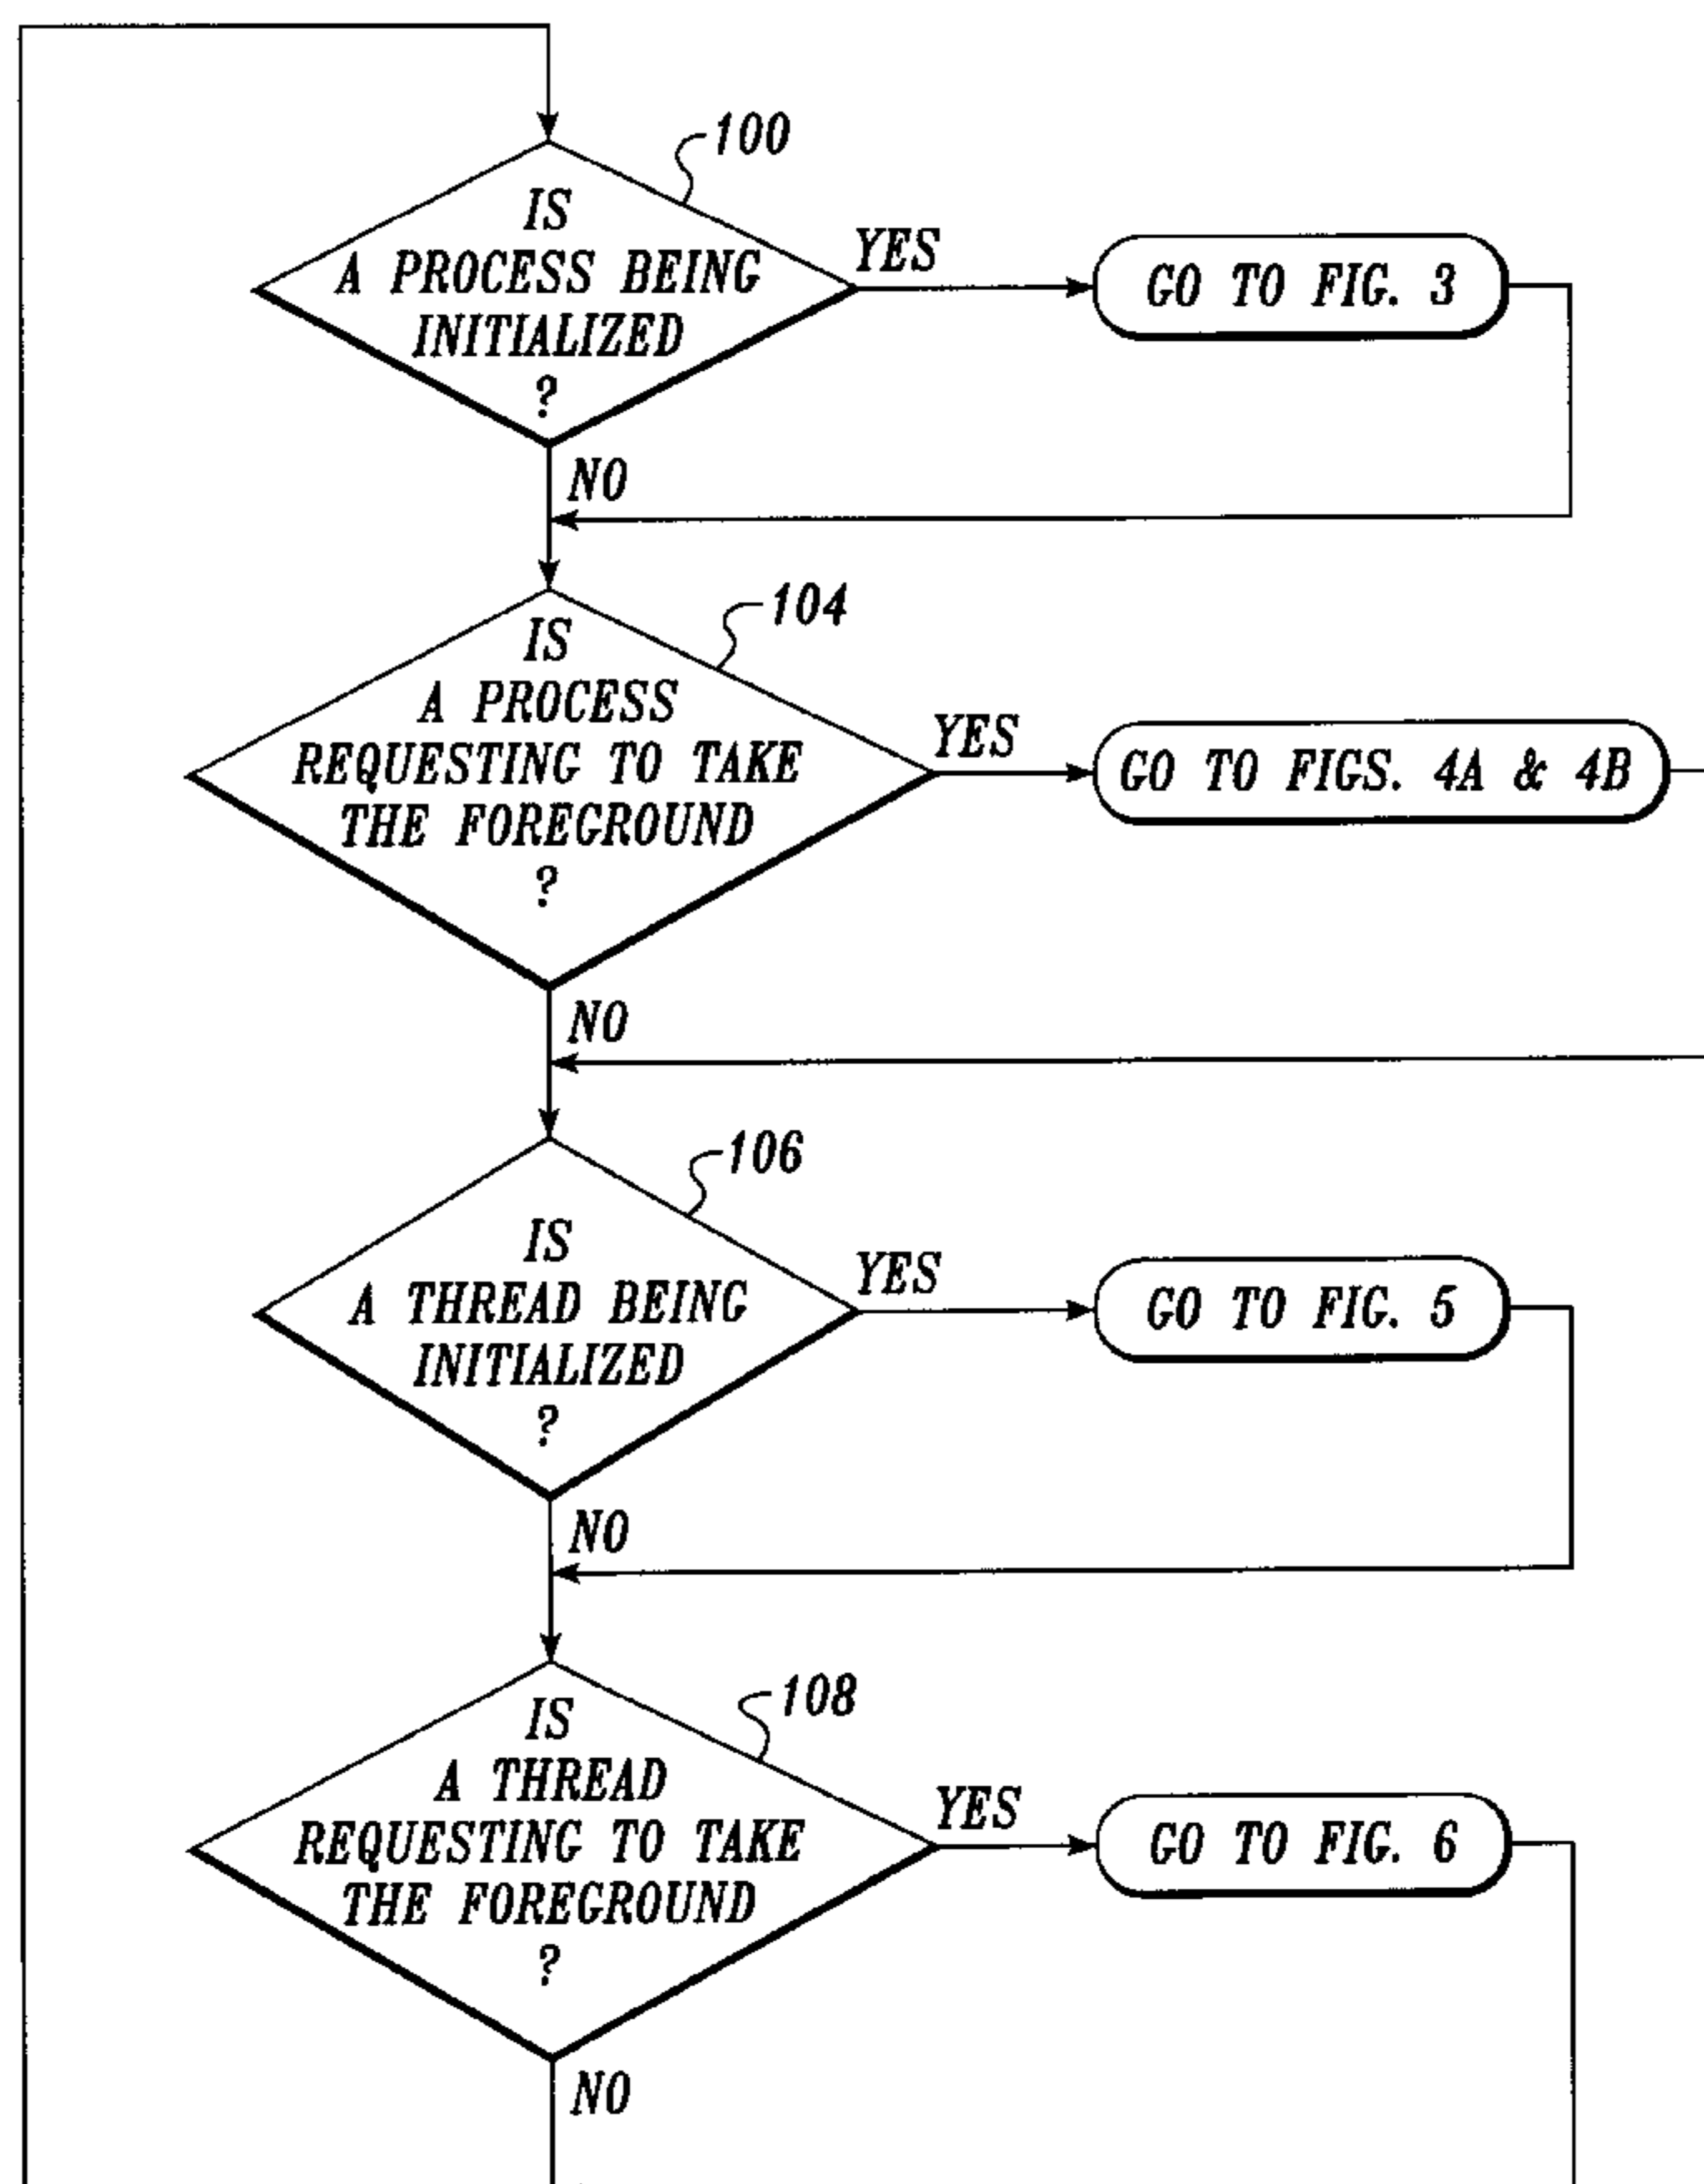 100
IS
A PROCESS BEING
INITIALIZED
?
YES
GO TO FIG. 3
NO
104
IS
A PROCESS
REQUESTING TO TAKE
THE FOREGROUND
?
YES
GO TO FIGS. 4A & 4B
NO
106
IS
A THREAD BEING
INITIALIZED
?
YES
GO TO FIG. 5
NO
108
IS
A THREAD
REQUESTING TO TAKE
THE FOREGROUND
?
YES
GO TO FIG. 6
NO